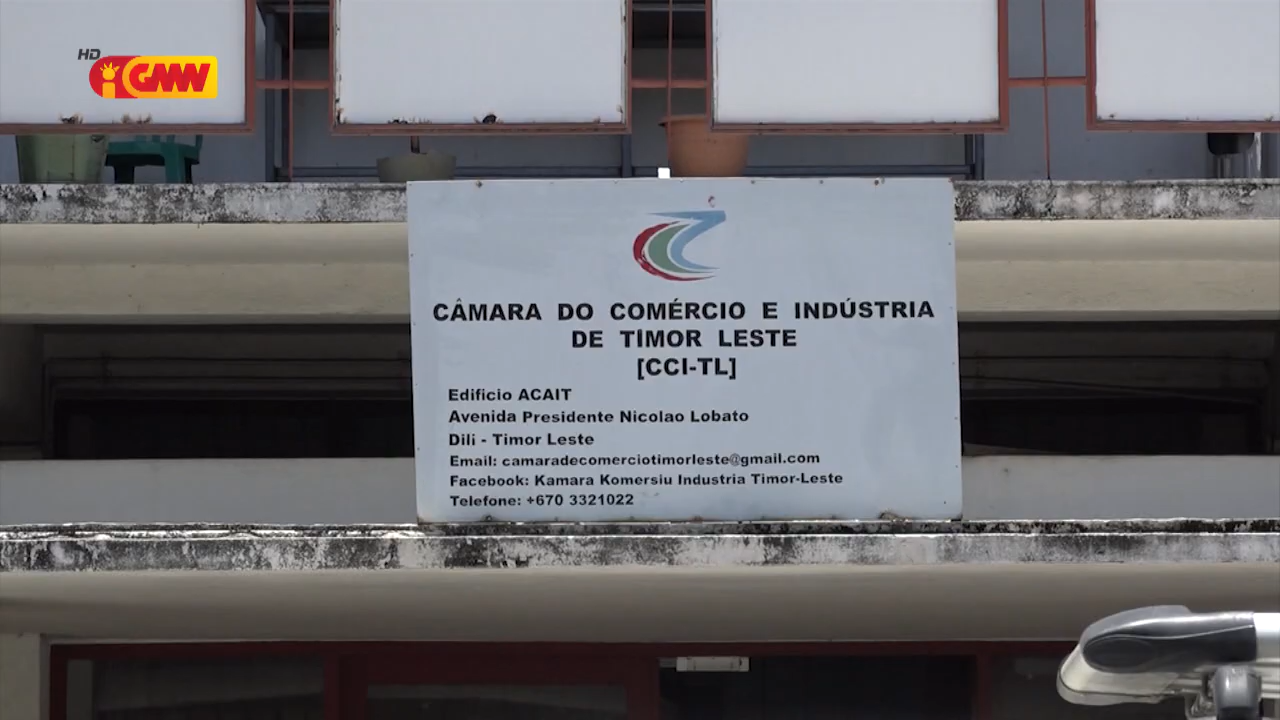 HD
GMW
CÂMARA DO COMÉRCIO E INDÚSTRIA
DE TIMOR LESTE
[CCI-TL]
Edificio ACAIT
Avenida Presidente Nicolao Lobato
Dili - Timor Leste
Email: camaradecomerciotimorleste@gmail.com
Facebook: Kamara Komersiu Industria Timor-Leste
Telefone: +670 3321022